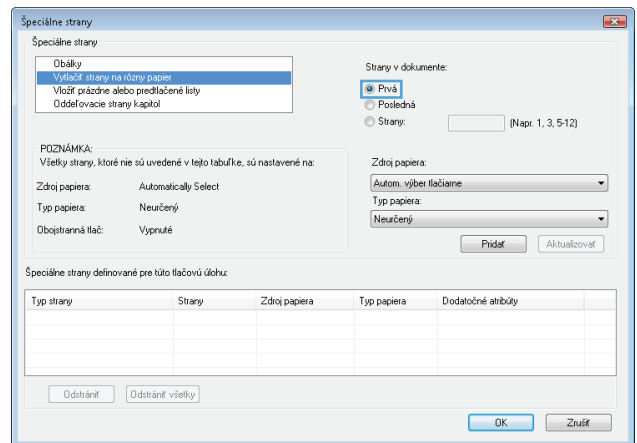 Špeciálne strany
Špeciálne strany
Obálky
Vytlačiť strany na rôzny papier
Vložiť prázdne alebo predtlačené listy
Oddeľovacie strany kapitol
Strany v dokumente:
Prvá
Posledná
Strany:
(Napr. 1, 3, 5-12)
POZNÁMKA:
Všetky strany, ktoré nie sú uvedené v tejto tabuľke, sú nastavené na:
Zdroj papiera: Automatically Select
Typ papiera: Neurčený
Obojstranná tlač: Vypnuté
Zdroj papiera:
Autom. výber tlačiarne
Typ papiera:
Neurčený
Pridať Aktualizovať
Špeciálne strany definované pre túto tlačovú úlohu:
Typ strany Strany Zdroj papiera Typ papiera Dodatočné atribúty
Odstrániť Odstrániť všetky
OK Zrušiť